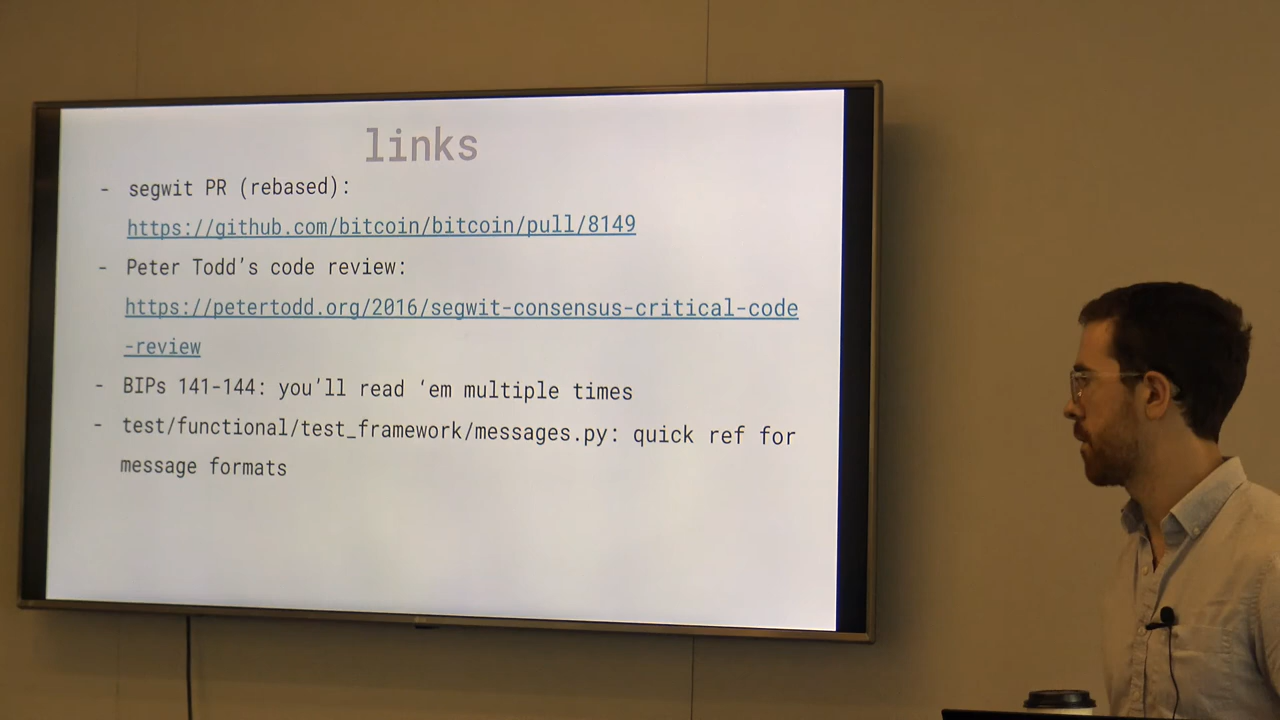 links
- segwit PR (rebased):
https://github.com/bitcoin/bitcoin/pull/8149
- Peter Todd's code review:
https://petertodd.org/2016/segwit-consensus-critical-code
-review
- BIPs 141-144: you'll read ‘em multiple times
- test/functional/test_framework/messages.py: quick ref for
message formats